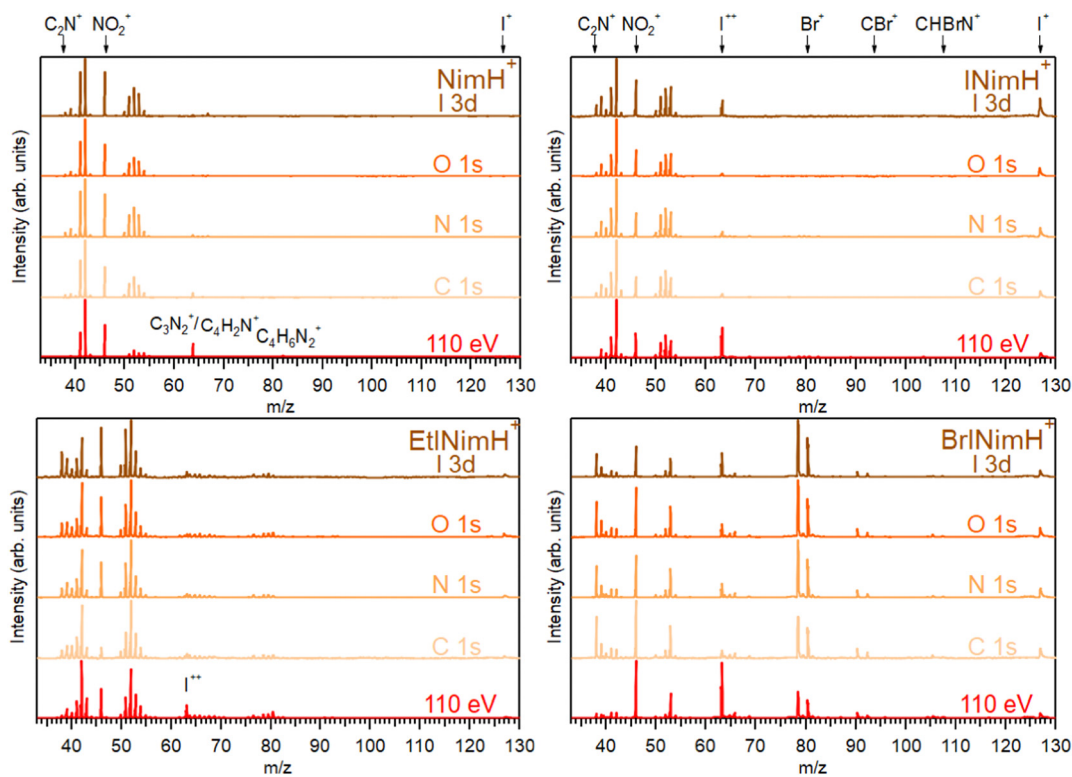 C₂N⁺ NO₂⁺ I⁺ C₂N⁺ NO₂⁺ I⁺⁺ Br⁺ CBr⁺ CHBrN⁺ I⁺
Intensity (arb. units)
NimH⁺
I 3d
O 1s
N 1s
C 1s
C₃N₂⁺/C₄H₂N⁺ C₄H₆N₂⁺
110 eV
40 50 60 70 80 90 100 110 120 130
m/z
Intensity (arb. units)
INimH⁺
I 3d
O 1s
N 1s
C 1s
110 eV
40 50 60 70 80 90 100 110 120 130
m/z
Intensity (arb. units)
EtINimH⁺
I 3d
O 1s
N 1s
C 1s
I⁺⁺
110 eV
40 50 60 70 80 90 100 110 120 130
m/z
Intensity (arb. units)
BrINimH⁺
I 3d
O 1s
N 1s
C 1s
110 eV
40 50 60 70 80 90 100 110 120 130
m/z